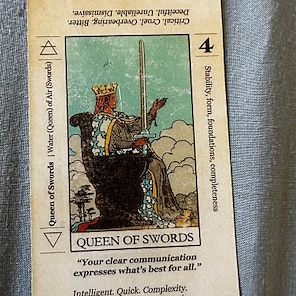 Critical. Cruel. Overbearing. Bitter.
Deceitful. Unreliable. Dismissive.
4
Stability, form, foundations, completeness
Queen of Swords | Water (Queen) of Air (Swords)
QUEEN OF SWORDS
"Your clear communication
expresses what's best for all."
Intelligent. Quick. Complexity.